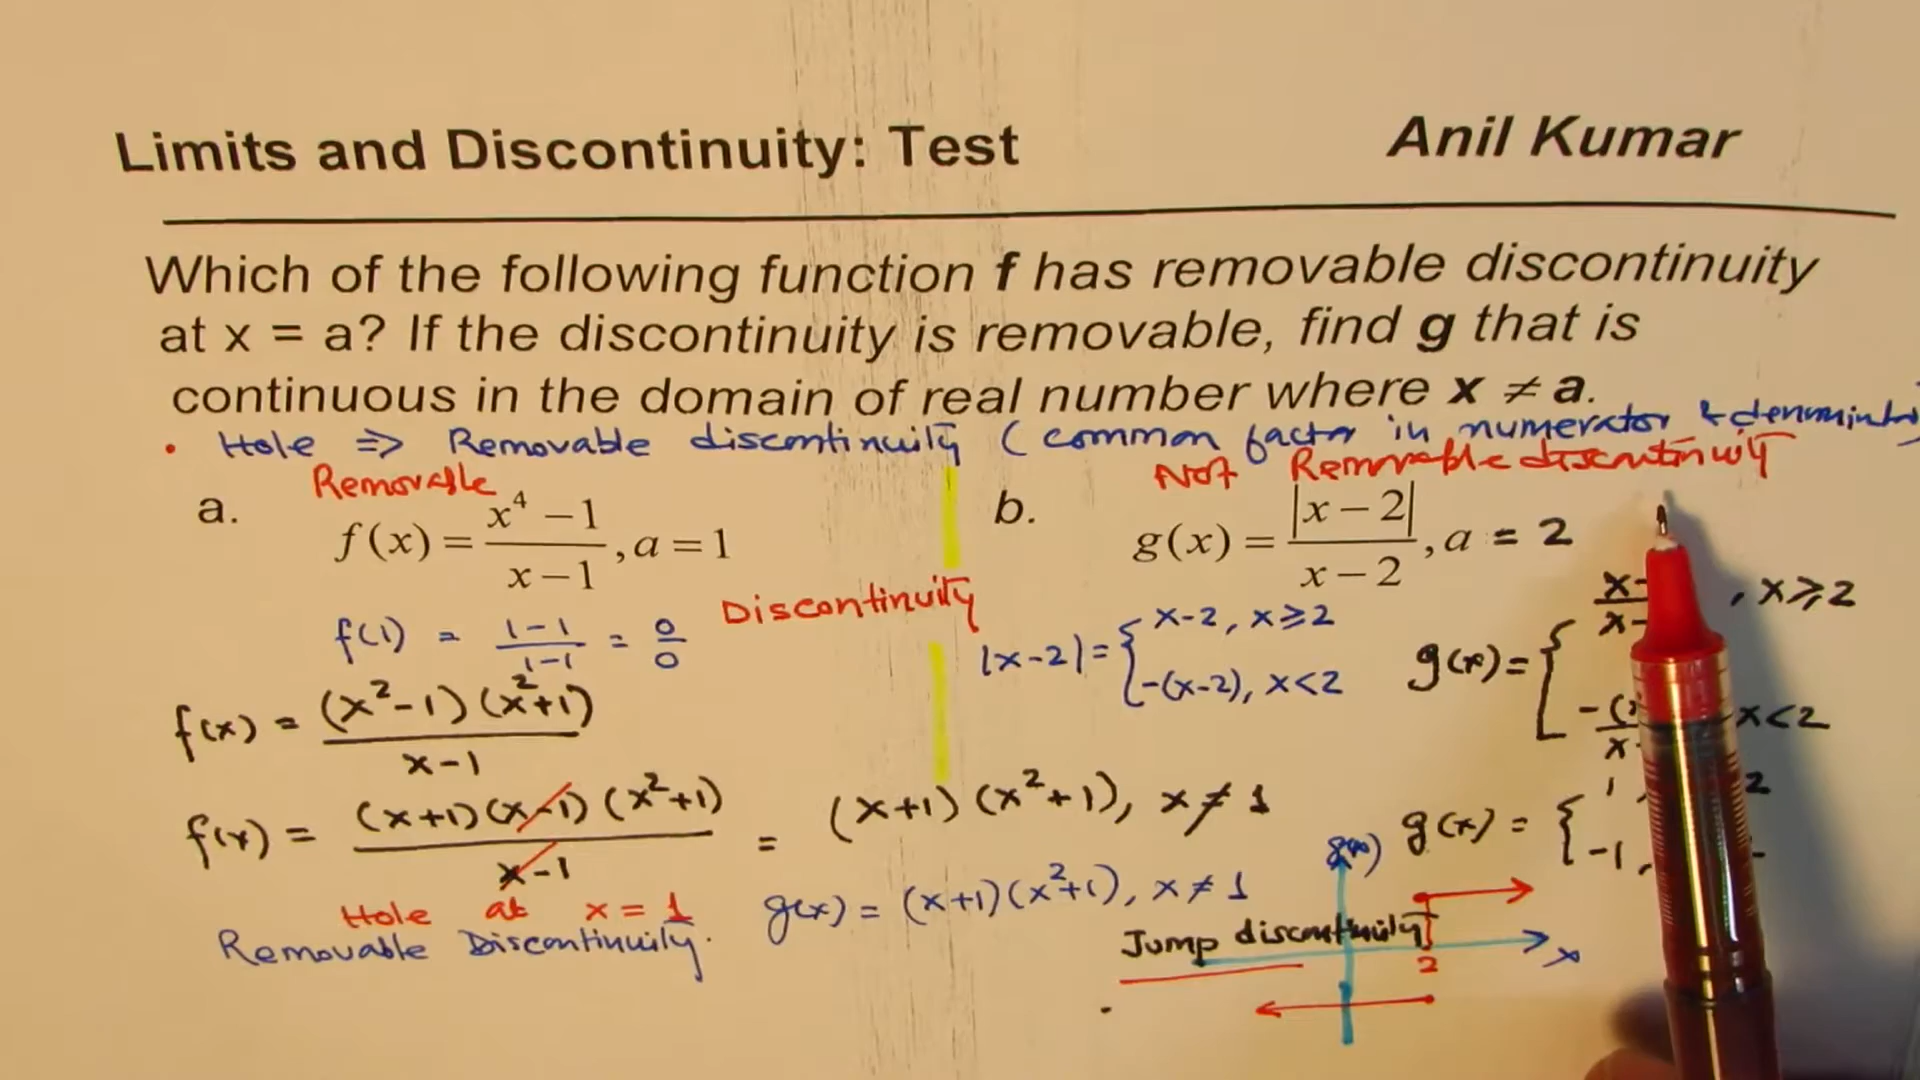 Limits and Discontinuity: Test
Anil Kumar
Which of the following function f has removable discontinuity
at x = a? If the discontinuity is removable, find g that is
continuous in the domain of real number where x ≠ a.
• Hole => Removable discontinuity (common factor in numerator &
Removable
a. f(x) = (x⁴ − 1)/(x − 1), a = 1
f(1) = (1-1)/(1-1) = 0/0
Discontinuity
f(x) = (x²-1)(x²+1)/(x-1)
f(x) = (x+1)(x-1)(x²+1)/(x-1) = (x+1)(x²+1), x ≠ 1
Hole at x = 1
Removable Discontinuity.
g(x) = (x+1)(x²+1), x ≠ 1
Not Removable discontinuity
b. g(x) = |x − 2|/(x − 2), a = 2
|x-2| = { x-2, x≥2
-(x-2), x<2
g(x) = { x- / x- , x≥2
-( / x- x<2
g(x) = { 1, 2
-1,
g(x)
Jump discontinuity
2
x